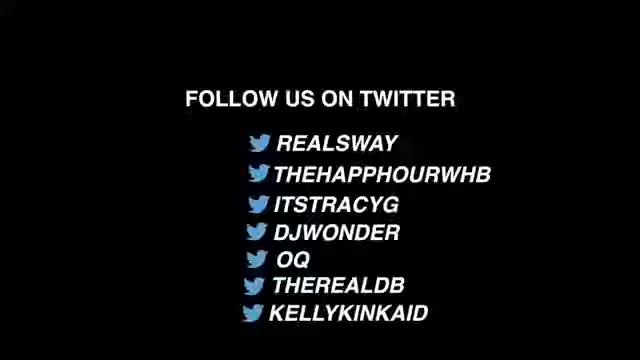 FOLLOW US ON TWITTER
REALSWAY
THEHAPPHOURWHB
ITSTRACYG
DJWONDER
OQ
THEREALDB
KELLYKINKAID